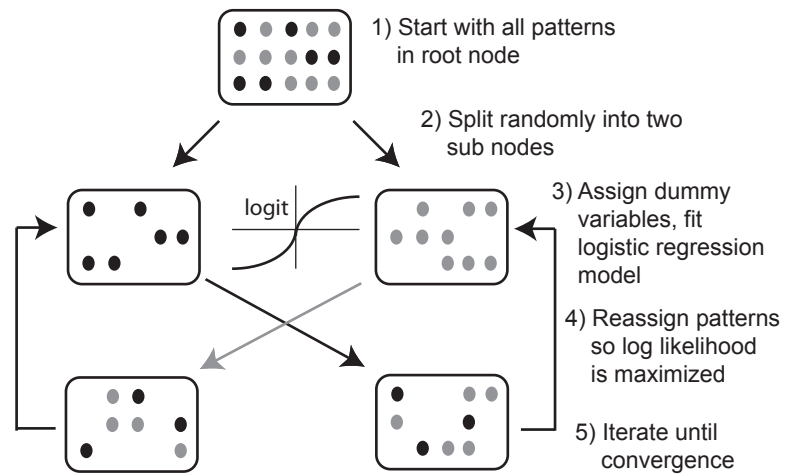 1) Start with all patterns
in root node
2) Split randomly into two
sub nodes
logit
3) Assign dummy
variables, fit
logistic regression
model
4) Reassign patterns
so log likelihood
is maximized
5) Iterate until
convergence